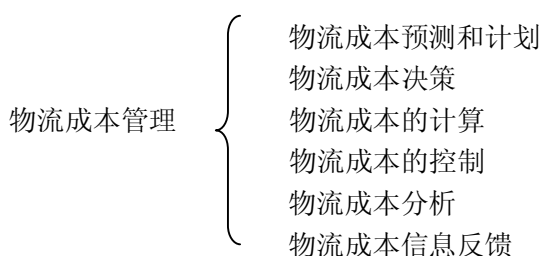 物流成本预测和计划
物流成本决策
物流成本管理
物流成本的计算
物流成本的控制
物流成本分析
物流成本信息反馈